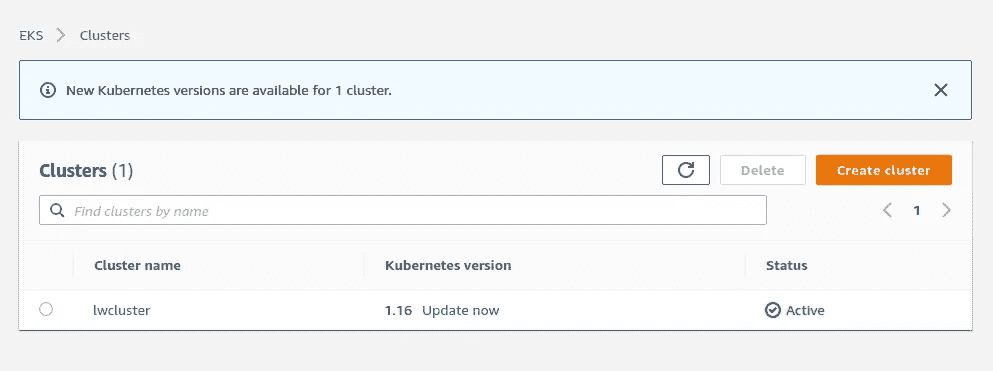 EKS > Clusters
New Kubernetes versions are available for 1 cluster.
Clusters (1) Delete Create cluster
Find clusters by name 1
Cluster name Kubernetes version Status
lwcluster 1.16 Update now Active